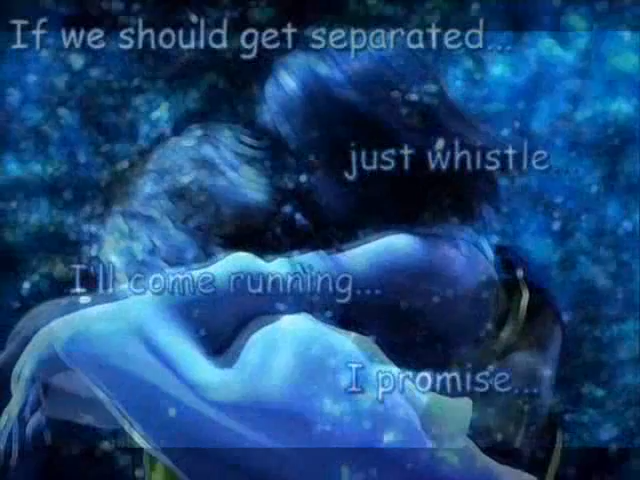 If we should get separated...
just whistle...
I'll come running...
I promise...